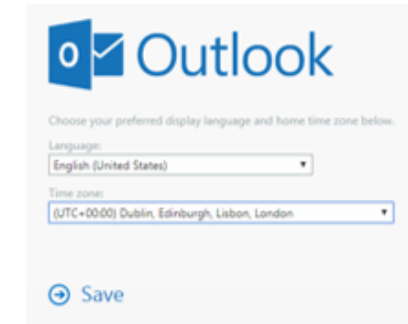 Outlook
Choose your preferred display language and home time zone below.
Language:
English (United States)
Time zone:
(UTC+00:00) Dublin, Edinburgh, Lisbon, London
Save